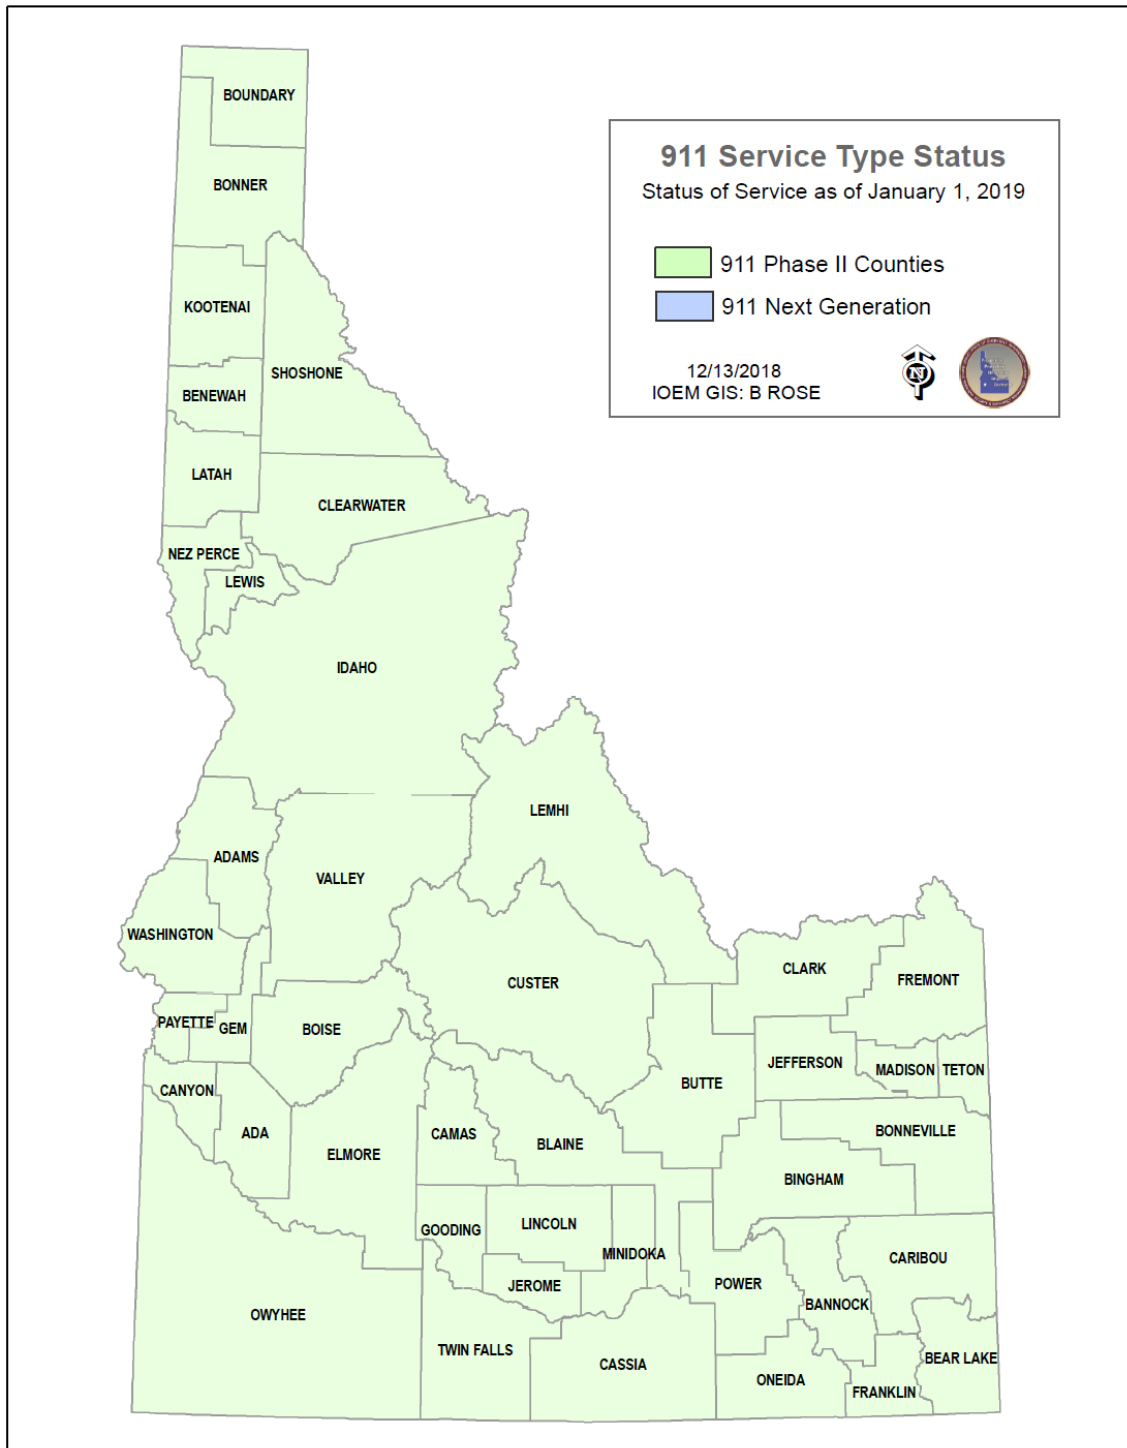 911 Service Type Status
Status of Service as of January 1, 2019
911 Phase II Counties
911 Next Generation
12/13/2018
IOEM GIS: B ROSE
N
BOUNDARY
BONNER
KOOTENAI
SHOSHONE
BENEWAH
LATAH
CLEARWATER
NEZ PERCE
LEWIS
IDAHO
LEMHI
ADAMS
VALLEY
WASHINGTON
CUSTER
CLARK
FREMONT
PAYETTE
GEM
BOISE
JEFFERSON
MADISON
TETON
BUTTE
CANYON
ADA
CAMAS
BLAINE
BONNEVILLE
ELMORE
BINGHAM
GOODING
LINCOLN
MINIDOKA
CARIBOU
JEROME
POWER
BANNOCK
OWYHEE
TWIN FALLS
CASSIA
BEAR LAKE
ONEIDA
FRANKLIN